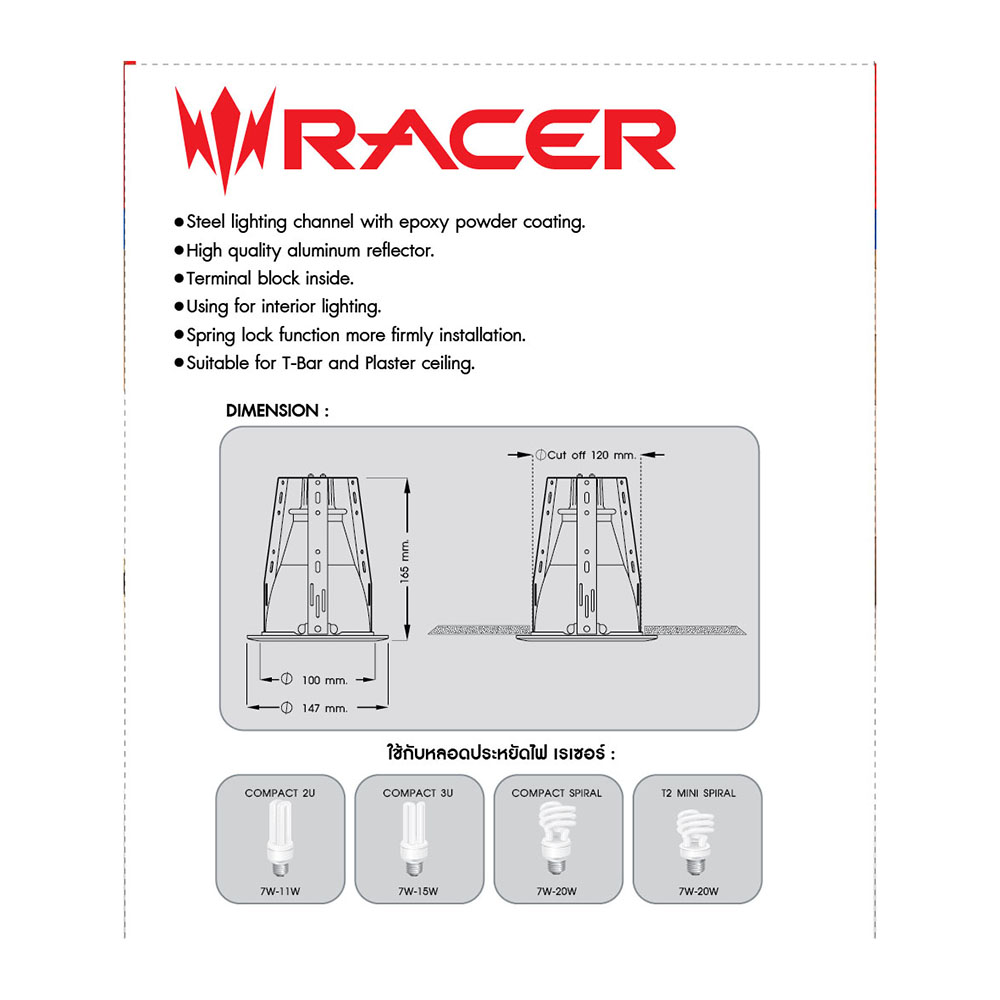 RACER
●Steel lighting channel with epoxy powder coating.
●High quality aluminum reflector.
●Terminal block inside.
●Using for interior lighting.
●Spring lock function more firmly installation.
●Suitable for T-Bar and Plaster ceiling.
DIMENSION :
∅Cut off 120 mm.
165 mm.
∅ 100 mm.
∅ 147 mm.
ใช้กับหลอดประหยัดไฟ เรเซอร์ :
COMPACT 2U
7W-11W
COMPACT 3U
7W-15W
COMPACT SPIRAL
7W-20W
T2 MINI SPIRAL
7W-20W